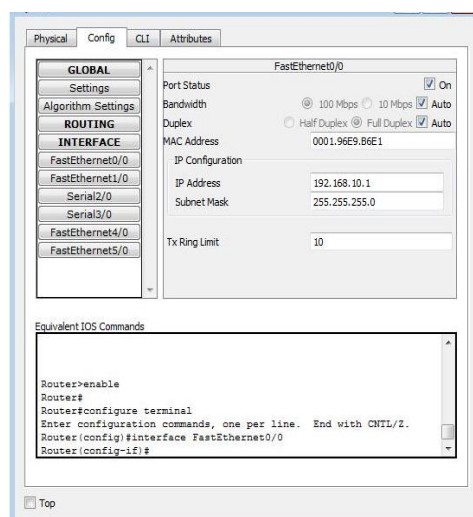 Physical Config CLI Attributes
GLOBAL
Settings
Algorithm Settings
ROUTING
INTERFACE
FastEthernet0/0
FastEthernet1/0
Serial2/0
Serial3/0
FastEthernet4/0
FastEthernet5/0
FastEthernet0/0
Port Status On
Bandwidth 100 Mbps 10 Mbps Auto
Duplex Half Duplex Full Duplex Auto
MAC Address 0001.96E9.B6E1
IP Configuration
IP Address 192.168.10.1
Subnet Mask 255.255.255.0
Tx Ring Limit 10
Equivalent IOS Commands
Router>enable
Router#
Router#configure terminal
Enter configuration commands, one per line. End with CNTL/Z.
Router(config)#interface FastEthernet0/0
Router(config-if)#
Top